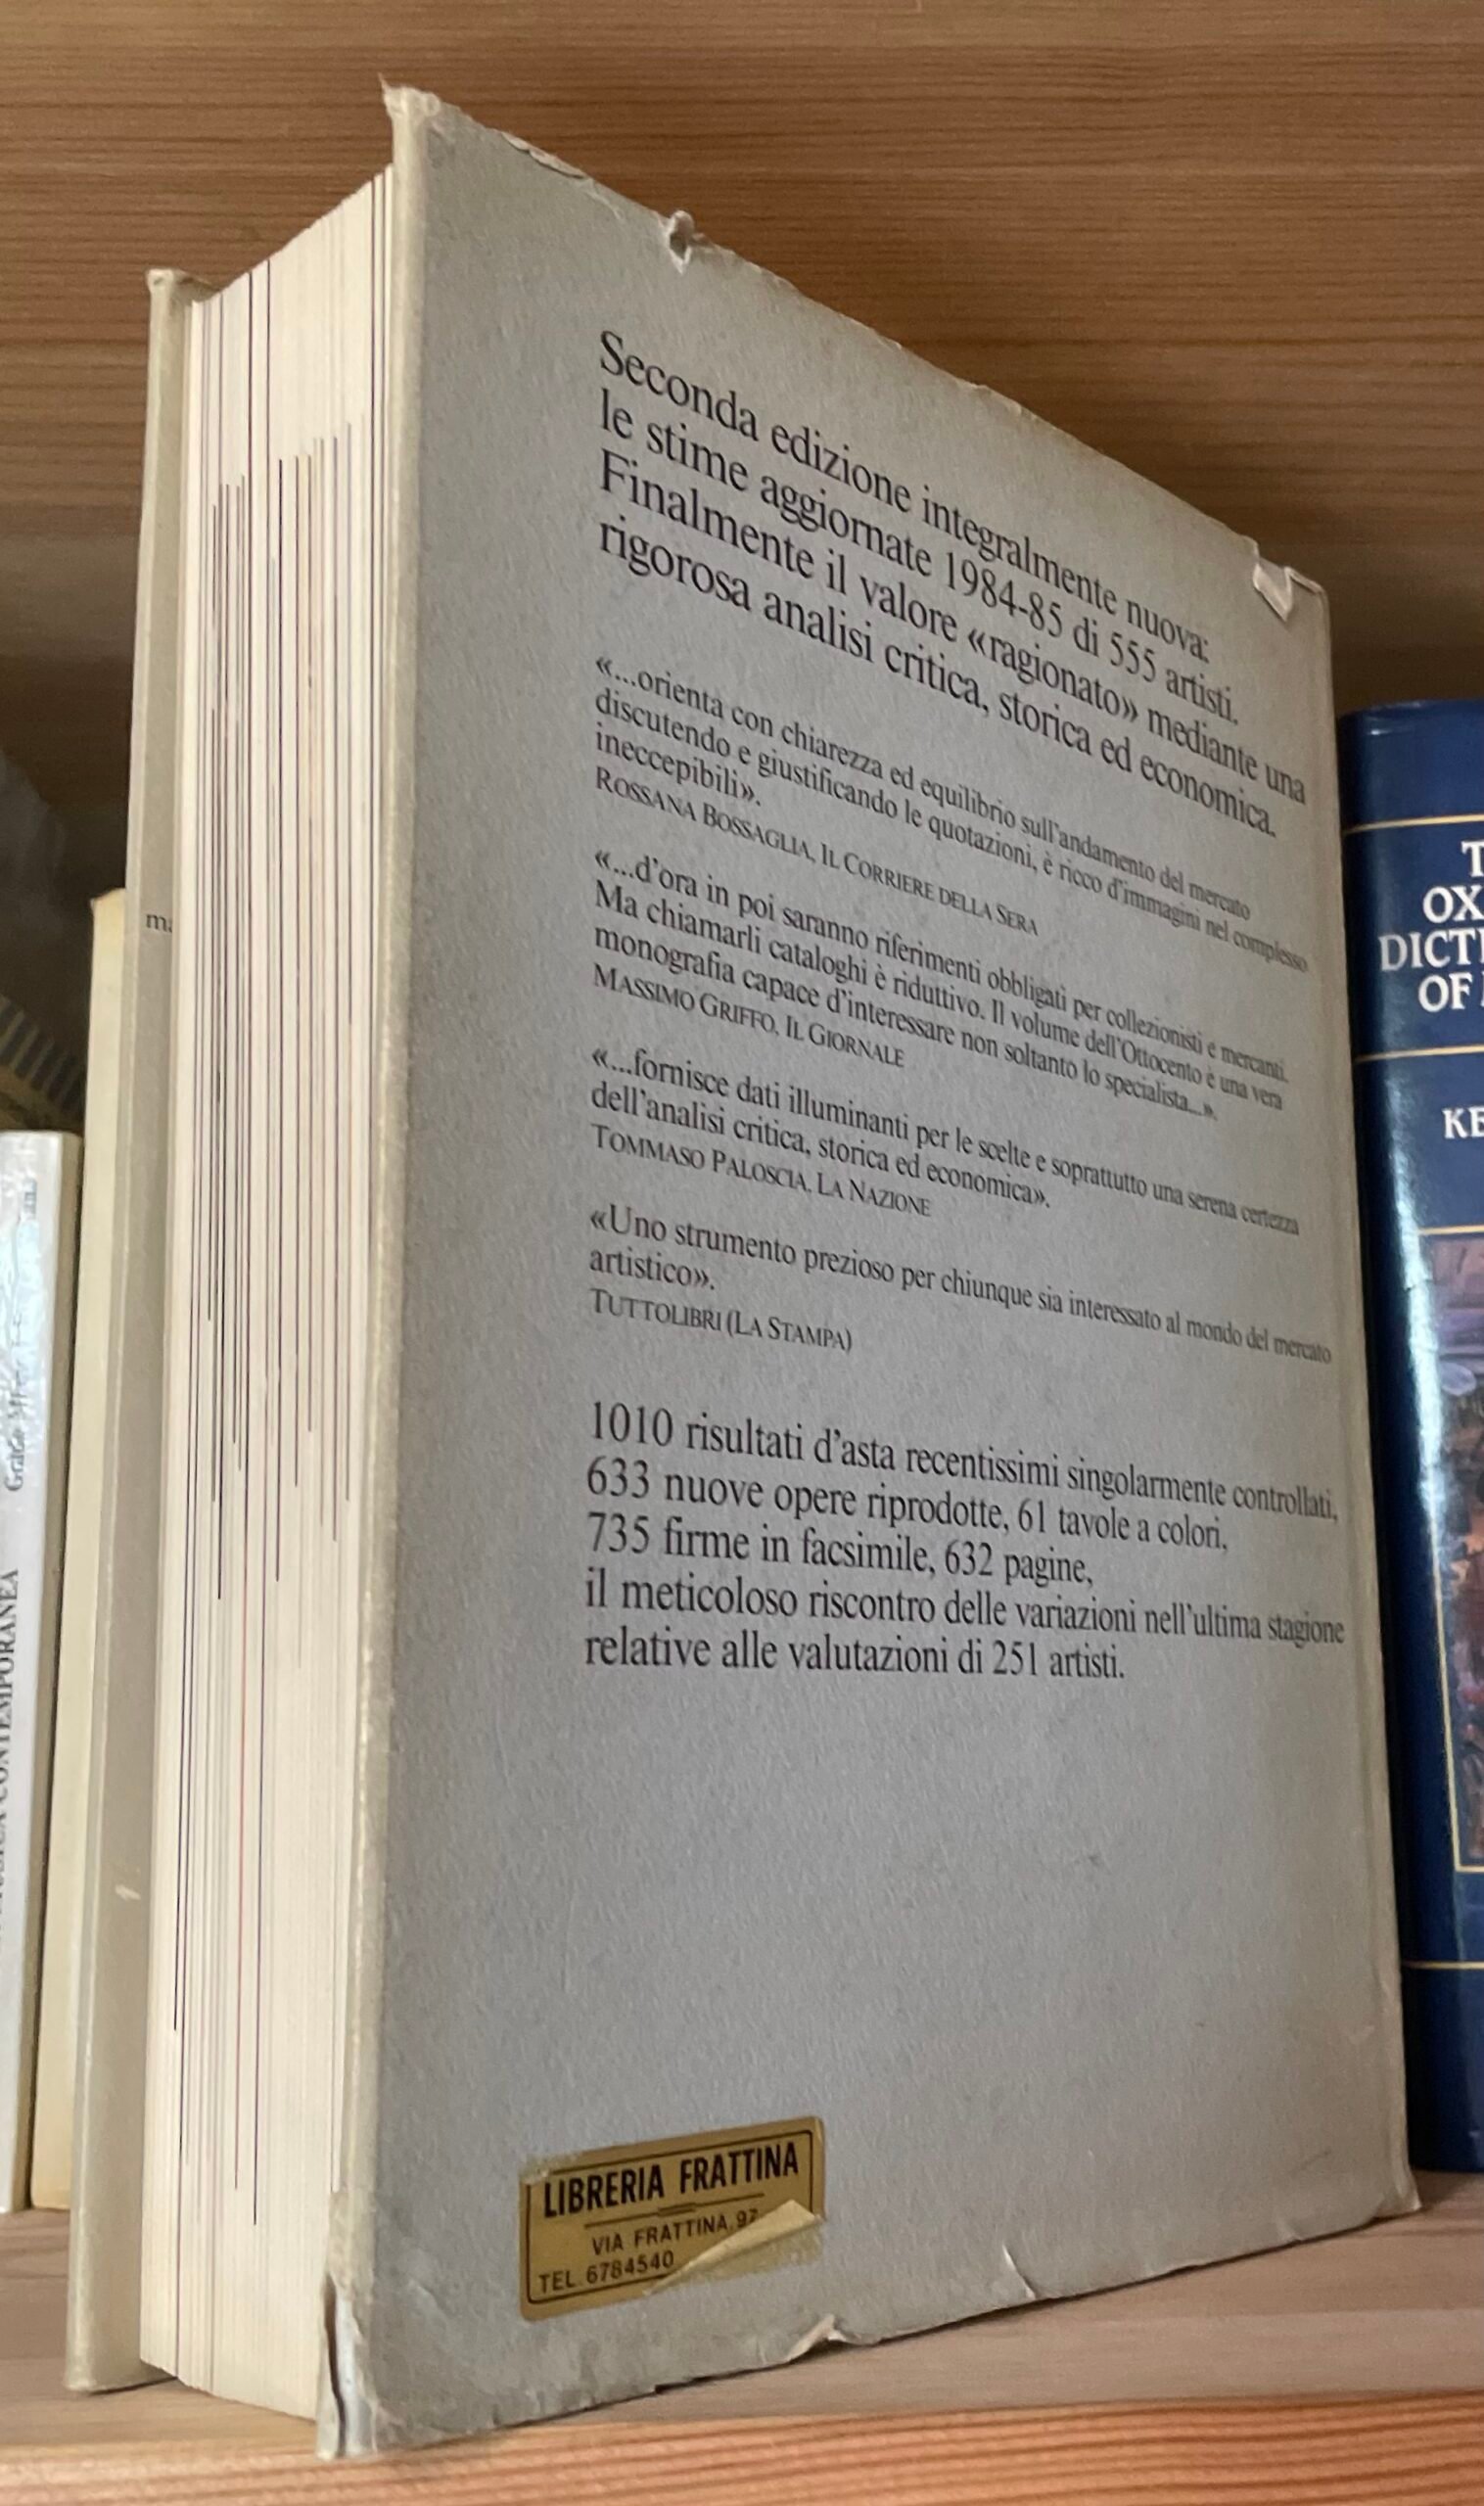 Seconda edizione integralmente nuova:
le stime aggiornate 1984-85 di 555 artisti.
Finalmente il valore «ragionato» mediante una
rigorosa analisi critica, storica ed economica.
«...orienta con chiarezza ed equilibrio sull'andamento del mercato
discutendo e giustificando le quotazioni, è ricco d'immagini nel complesso
ineccepibili».
ROSSANA BOSSAGLIA, IL CORRIERE DELLA SERA
«...d'ora in poi saranno riferimenti obbligati per collezionisti e mercanti.
Ma chiamarli cataloghi è riduttivo. Il volume dell'Ottocento è una vera
monografia capace d'interessare non soltanto lo specialista...».
MASSIMO GRIFFO, IL GIORNALE
«...fornisce dati illuminanti per le scelte e soprattutto una serena certezza
dell'analisi critica, storica ed economica».
TOMMASO PALOSCIA, LA NAZIONE
«Uno strumento prezioso per chiunque sia interessato al mondo del mercato
artistico».
TUTTOLIBRI (LA STAMPA)
1010 risultati d'asta recentissimi singolarmente controllati,
633 nuove opere riprodotte, 61 tavole a colori,
735 firme in facsimile, 632 pagine,
il meticoloso riscontro delle variazioni nell'ultima stagione
relative alle valutazioni di 251 artisti.
LIBRERIA FRATTINA
VIA FRATTINA, 97
TEL. 6784540
ma
CONTEMPORANEA
T
OX
DICTI
OF
KE